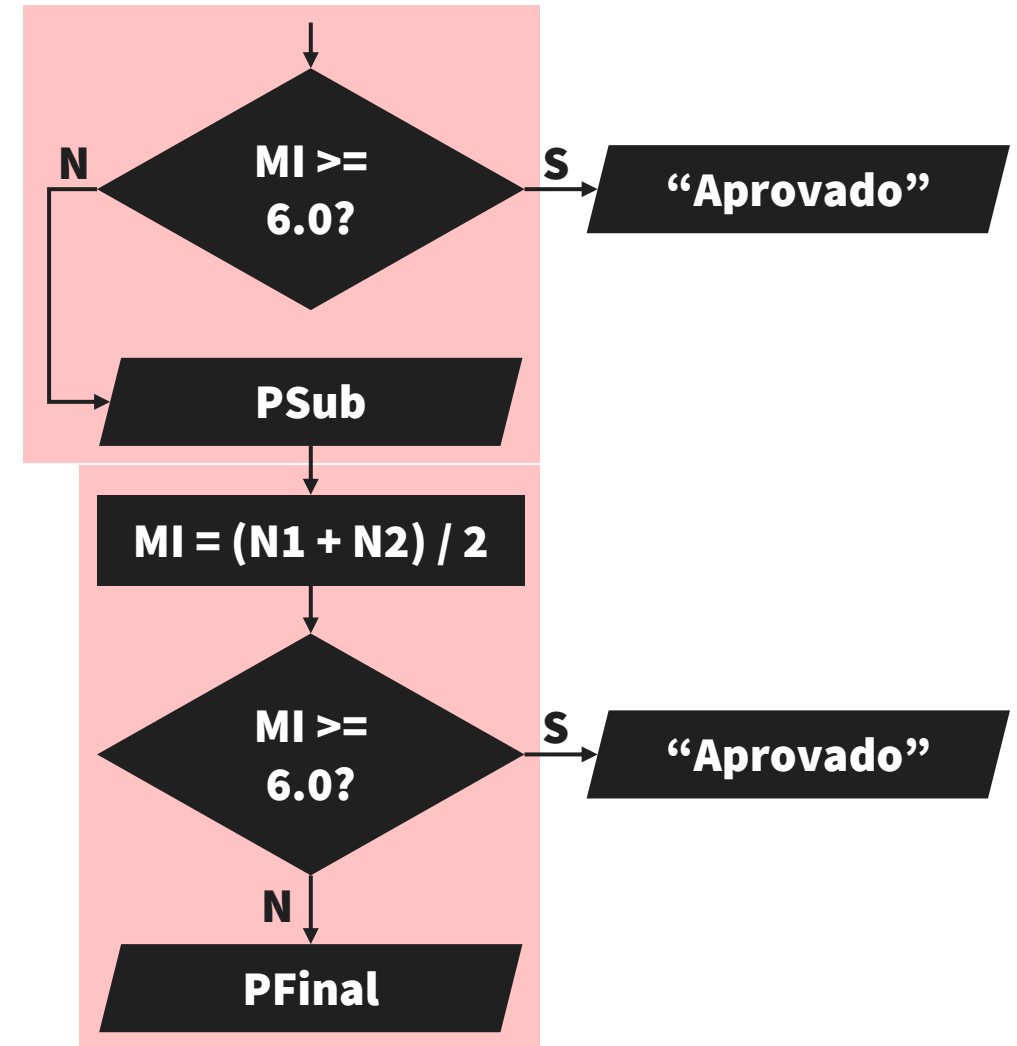 N
MI >=
6.0?
S
“Aprovado”
PSub
MI = (N1 + N2) / 2
MI >=
6.0?
S
“Aprovado”
N
PFinal